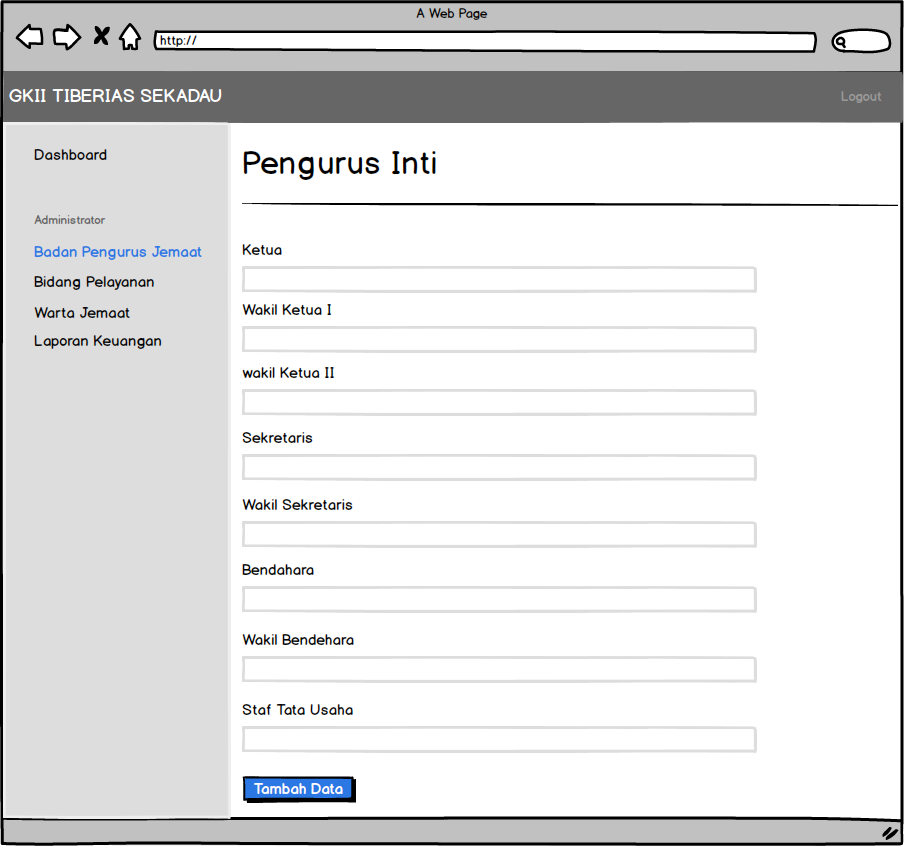 A Web Page
http://
GKII TIBERIAS SEKADAU
Logout
Dashboard
Administrator
Badan Pengurus Jemaat
Bidang Pelayanan
Warta Jemaat
Laporan Keuangan
Pengurus Inti
Ketua
Wakil Ketua I
wakil Ketua II
Sekretaris
Wakil Sekretaris
Bendahara
Wakil Bendehara
Staf Tata Usaha
Tambah Data